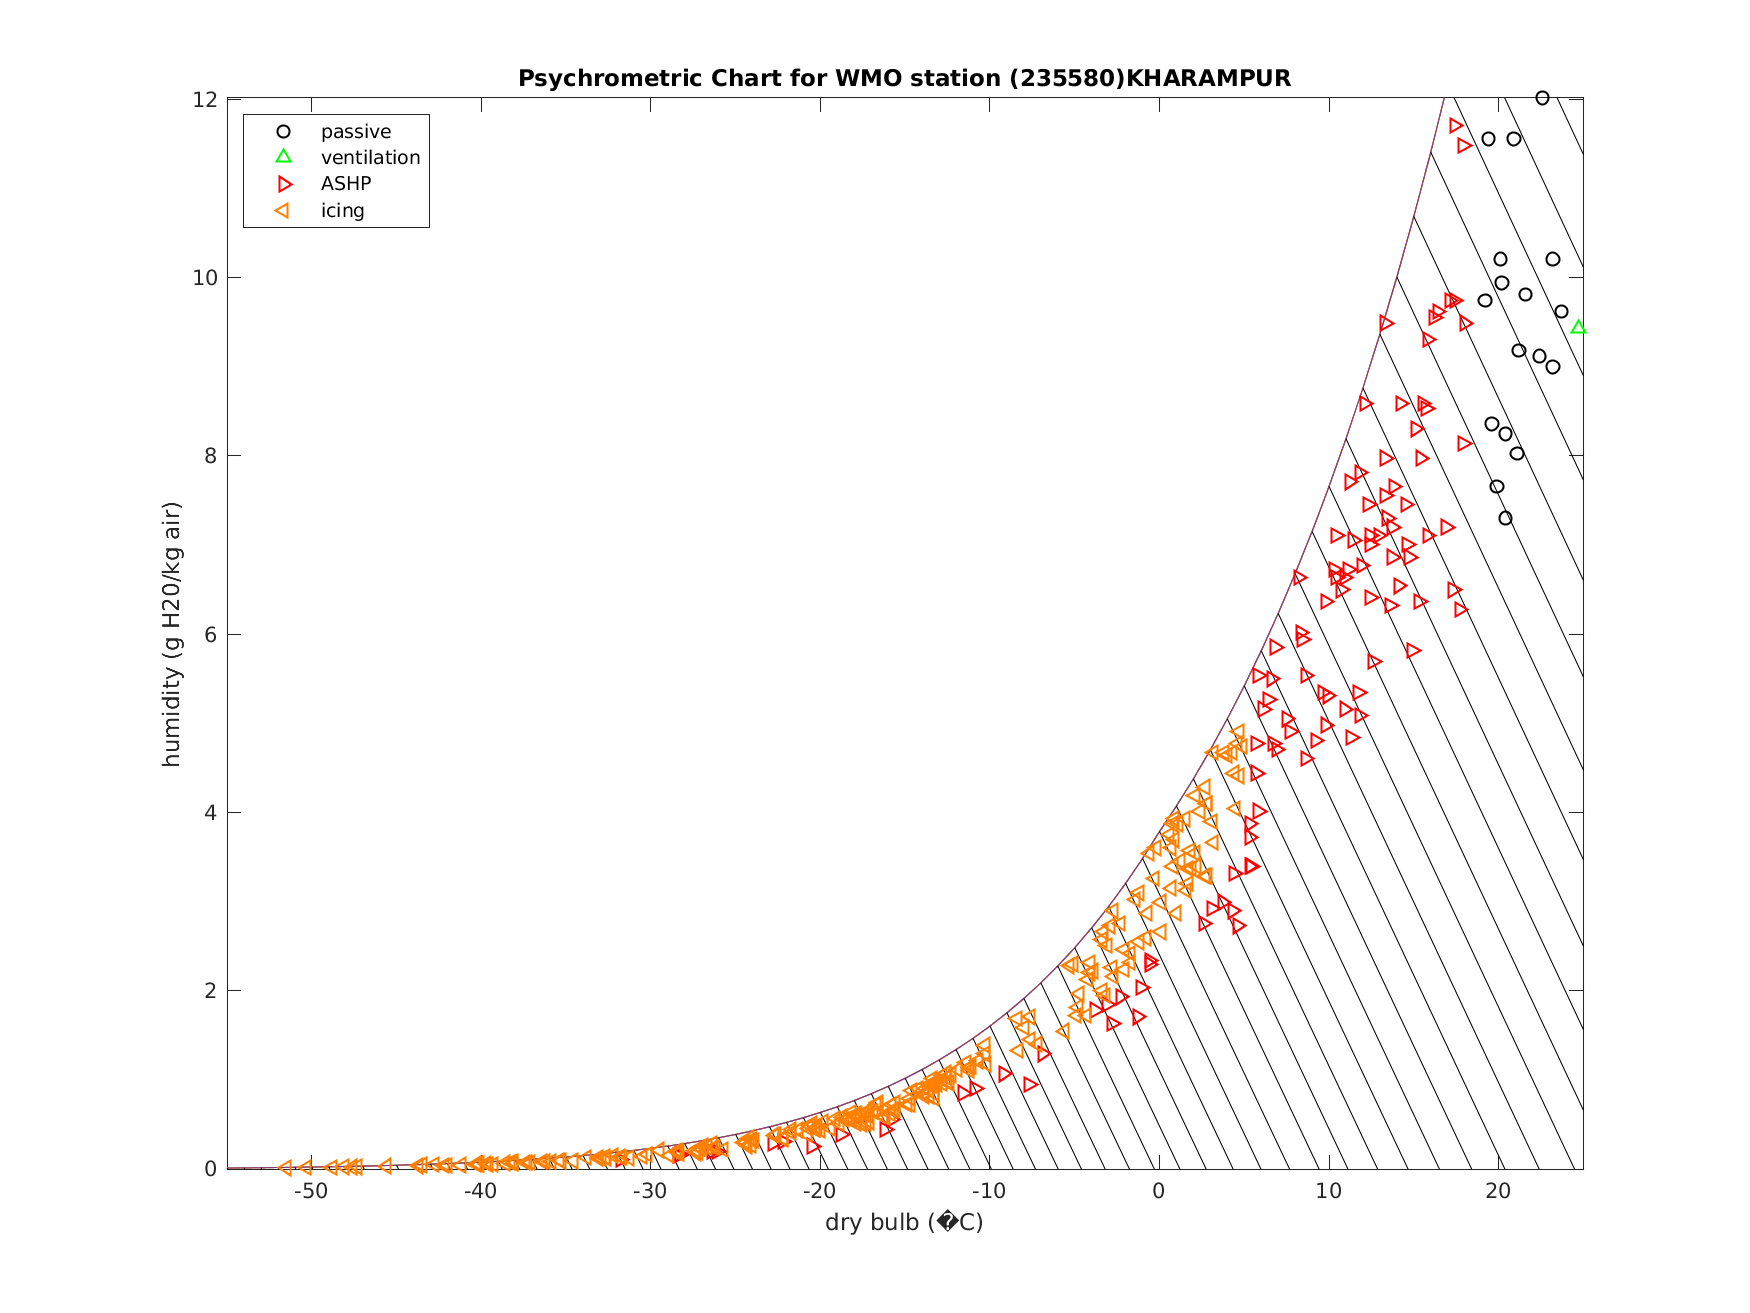 Psychrometric Chart for WMO station (235580)KHARAMPUR
passive
ventilation
ASHP
icing
12
10
8
6
4
2
0
humidity (g H20/kg air)
-50 -40 -30 -20 -10 0 10 20
dry bulb (�C)